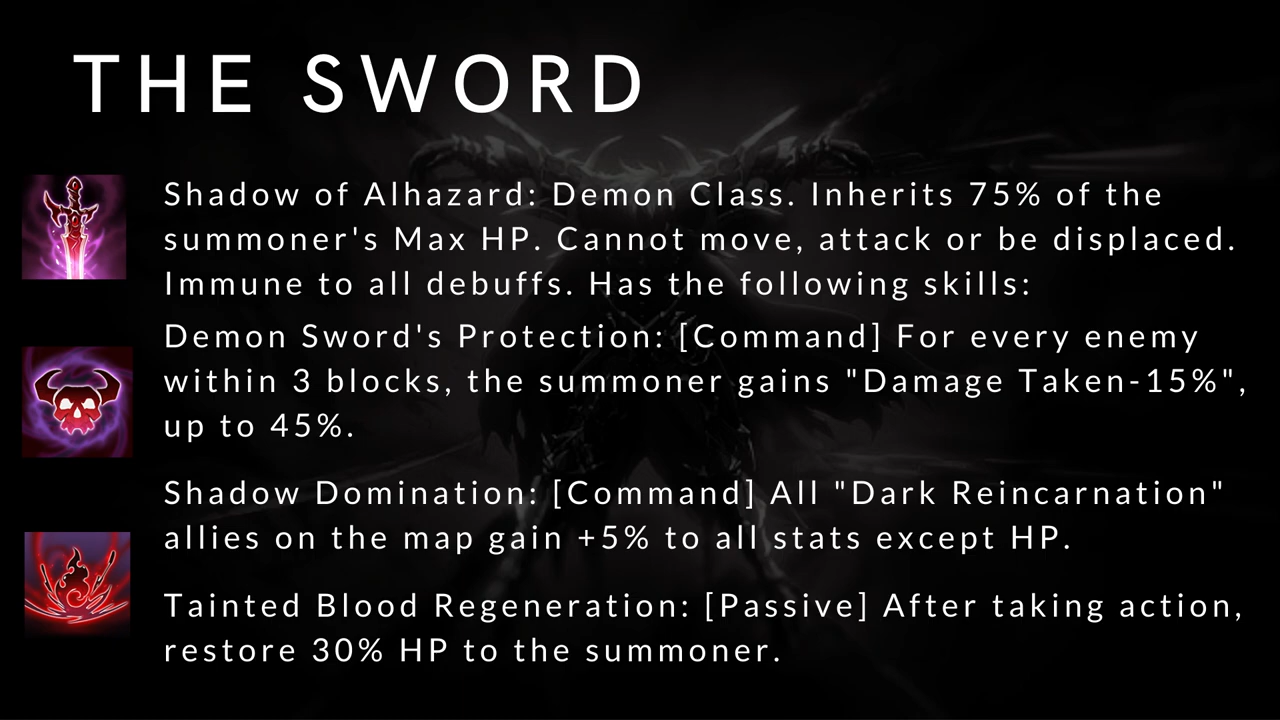 THE SWORD
Shadow of Alhazard: Demon Class. Inherits 75% of the
summoner's Max HP. Cannot move, attack or be displaced.
Immune to all debuffs. Has the following skills:
Demon Sword's Protection: [Command] For every enemy
within 3 blocks, the summoner gains "Damage Taken-15%",
up to 45%.
Shadow Domination: [Command] All "Dark Reincarnation"
allies on the map gain +5% to all stats except HP.
Tainted Blood Regeneration: [Passive] After taking action,
restore 30% HP to the summoner.